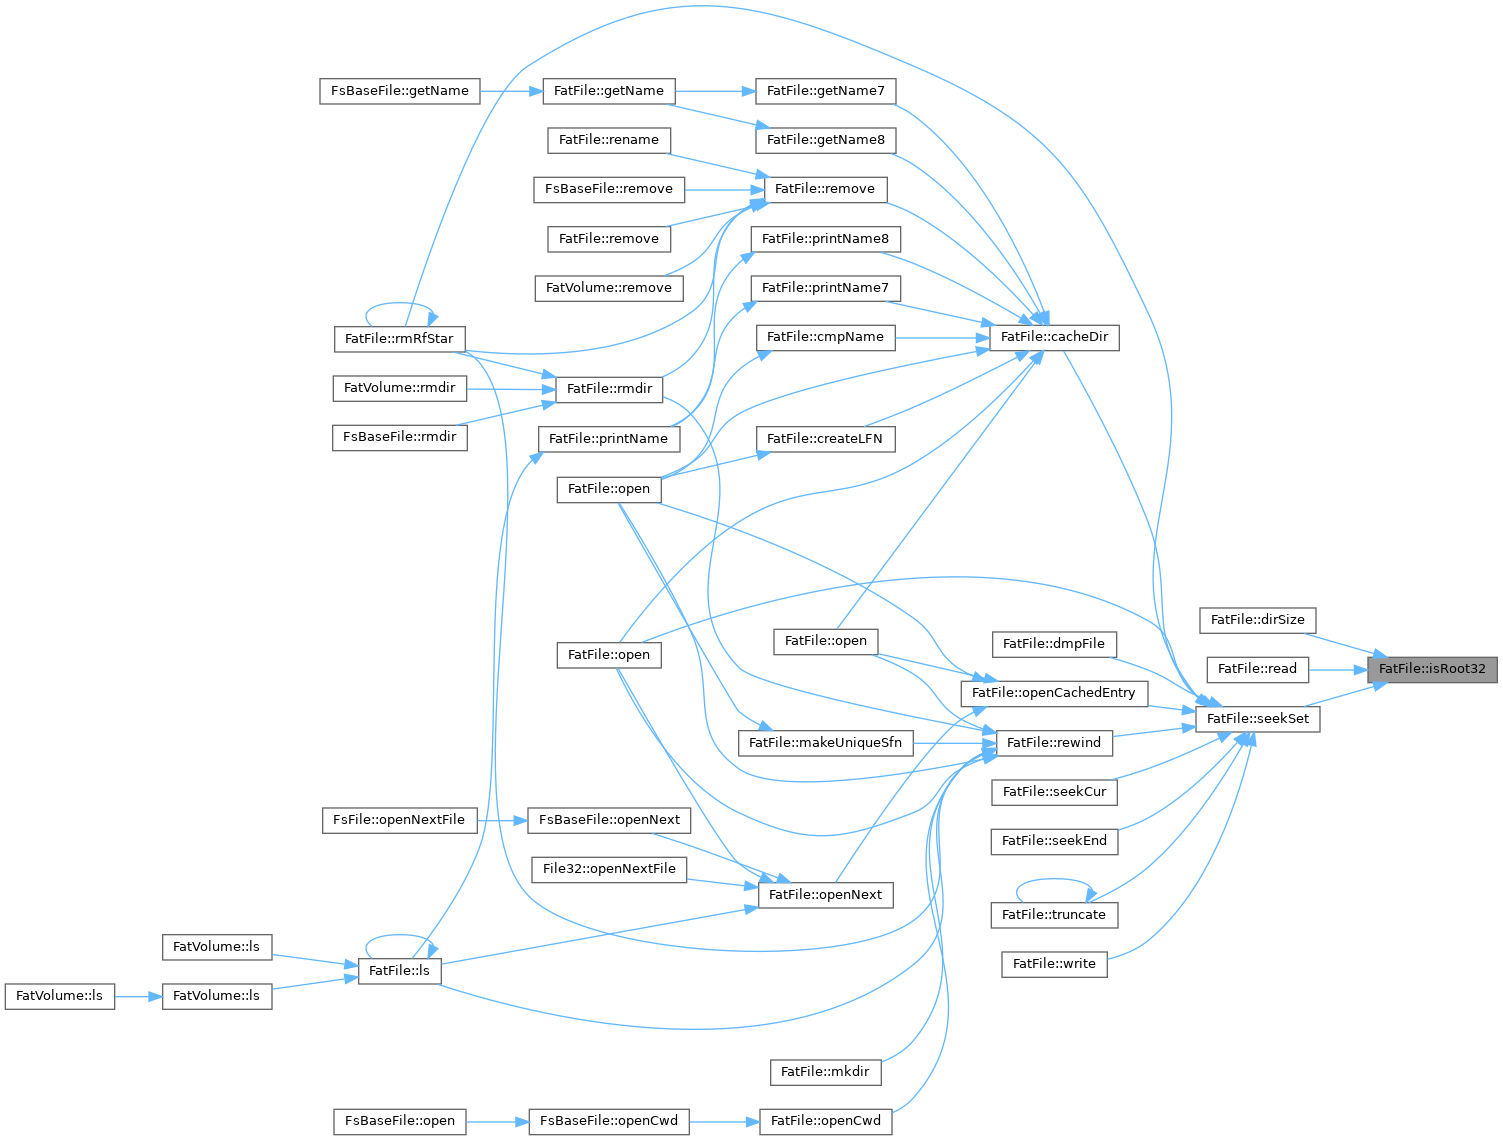 FsBaseFile::getName
FatFile::getName
FatFile::getName7
FatFile::rename
FatFile::getName8
FsBaseFile::remove
FatFile::remove
FatFile::remove
FatFile::printName8
FatVolume::remove
FatFile::printName7
FatFile::rmRfStar
FatFile::cmpName
FatFile::cacheDir
FatVolume::rmdir
FatFile::rmdir
FsBaseFile::rmdir
FatFile::printName
FatFile::createLFN
FatFile::open
FatFile::dirSize
FatFile::open
FatFile::open
FatFile::dmpFile
FatFile::read
FatFile::isRoot32
FatFile::openCachedEntry
FatFile::seekSet
FatFile::makeUniqueSfn
FatFile::rewind
FatFile::seekCur
FsFile::openNextFile
FsBaseFile::openNext
FatFile::seekEnd
File32::openNextFile
FatFile::openNext
FatFile::truncate
FatVolume::ls
FatFile::ls
FatFile::write
FatVolume::ls
FatVolume::ls
FatFile::mkdir
FsBaseFile::open
FsBaseFile::openCwd
FatFile::openCwd